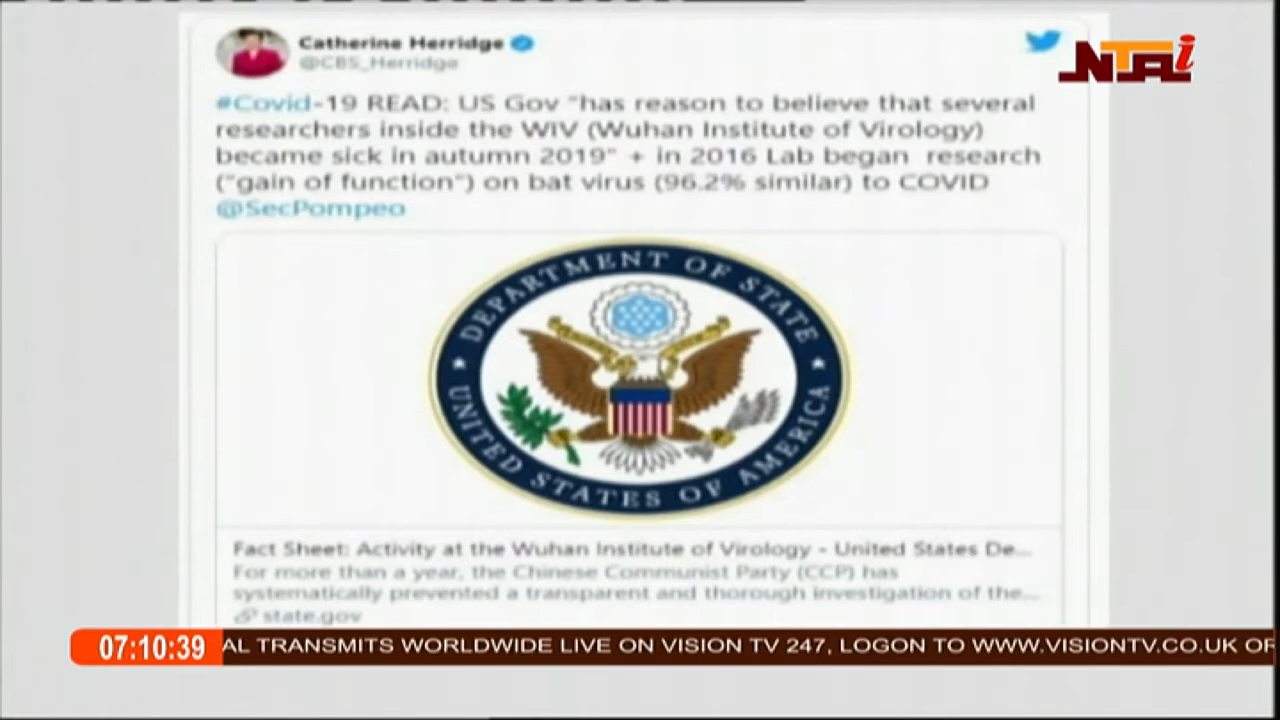 Catherine Herridge
@CBS_Herridge
NTAi
#Covid-19 READ: US Gov "has reason to believe that several
researchers inside the WIV (Wuhan Institute of Virology)
became sick in autumn 2019" + in 2016 Lab began research
("gain of function") on bat virus (96.2% similar) to COVID
@SecPompeo
DEPARTMENT OF STATE
UNITED STATES OF AMERICA
Fact Sheet: Activity at the Wuhan Institute of Virology - United States De...
For more than a year, the Chinese Communist Party (CCP) has
systematically prevented a transparent and thorough investigation of the...
state.gov
07:10:39 AL TRANSMITS WORLDWIDE LIVE ON VISION TV 247, LOGON TO WWW.VISIONTV.CO.UK OR